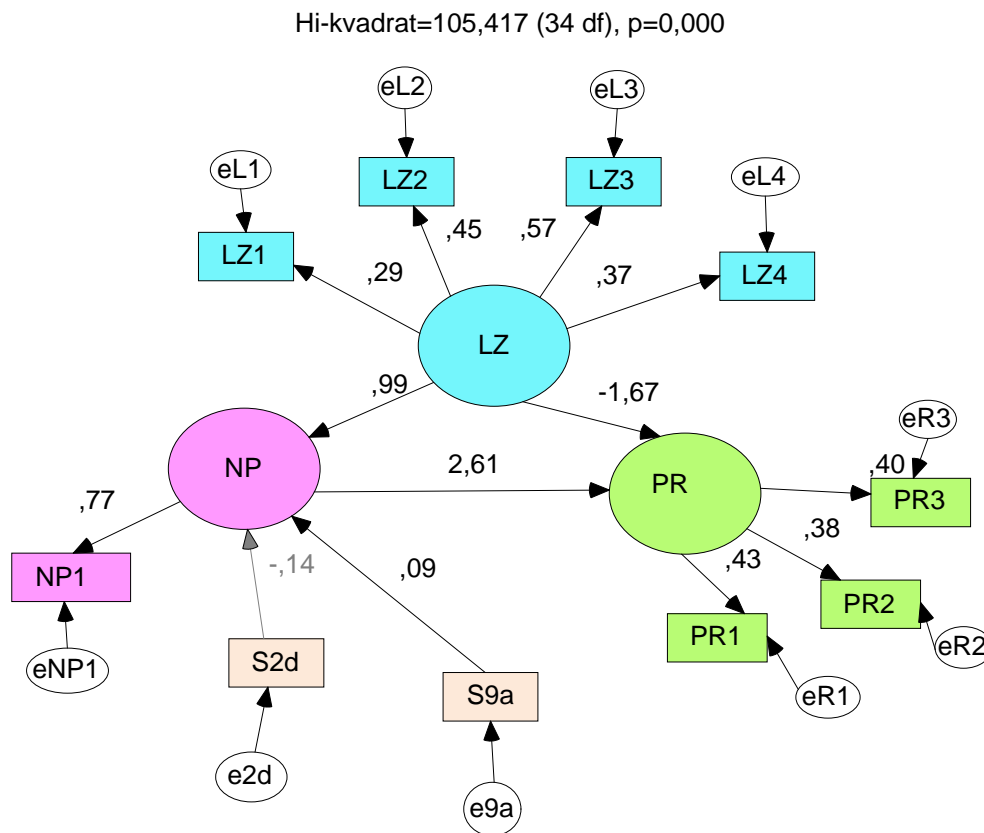 Hi-kvadrat=105,417 (34 df), p=0,000
eL2
eL3
eL1
eL4
LZ2
LZ3
LZ1
LZ4
,45
,57
,29
,37
LZ
,99
-1,67
eR3
NP
2,61
PR
,40
PR3
,77
-,14
,09
,43
,38
NP1
PR2
PR1
eNP1
S2d
S9a
eR2
eR1
e2d
e9a